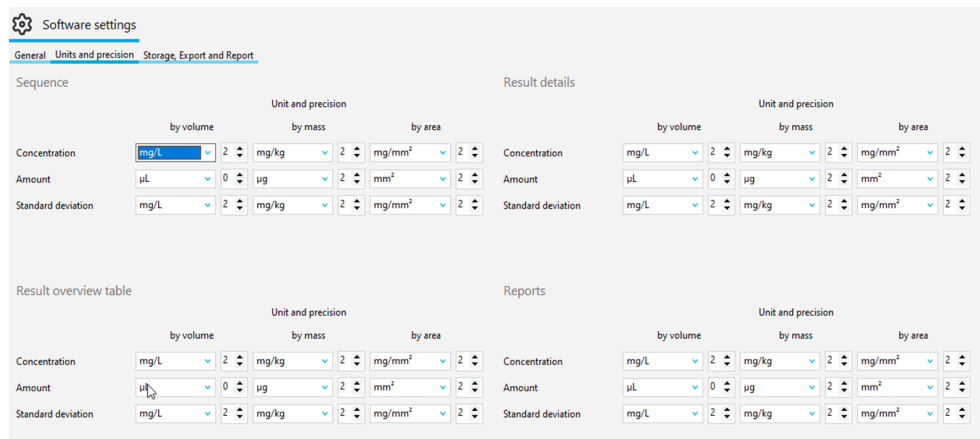 Software settings
General Units and precision Storage, Export and Report
Sequence
Unit and precision
by volume by mass by area
Concentration mg/L 2 mg/kg 2 mg/mm² 2
Amount µL 0 µg 2 mm² 2
Standard deviation mg/L 2 mg/kg 2 mg/mm² 2
Result details
Unit and precision
by volume by mass by area
Concentration mg/L 2 mg/kg 2 mg/mm² 2
Amount µL 0 µg 2 mm² 2
Standard deviation mg/L 2 mg/kg 2 mg/mm² 2
Result overview table
Unit and precision
by volume by mass by area
Concentration mg/L 2 mg/kg 2 mg/mm² 2
Amount µL 0 µg 2 mm² 2
Standard deviation mg/L 2 mg/kg 2 mg/mm² 2
Reports
Unit and precision
by volume by mass by area
Concentration mg/L 2 mg/kg 2 mg/mm² 2
Amount µL 0 µg 2 mm² 2
Standard deviation mg/L 2 mg/kg 2 mg/mm² 2